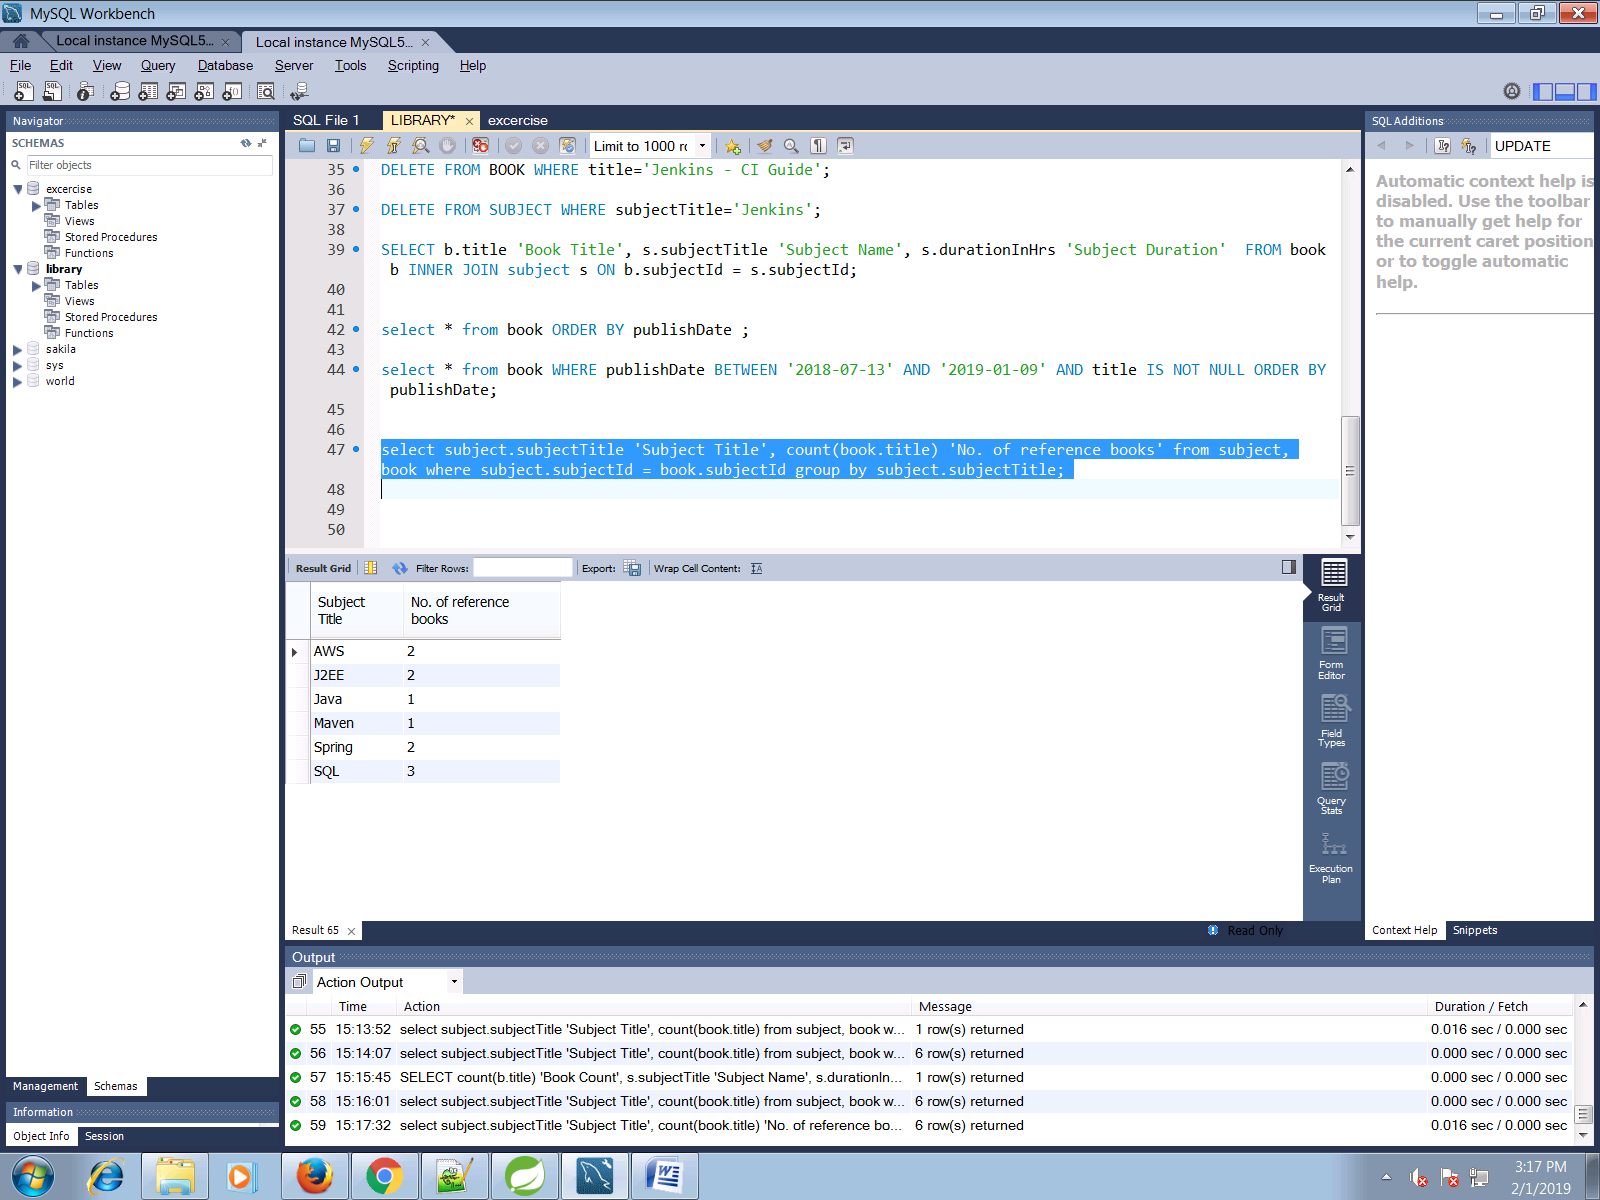 MySQL Workbench
Local instance MySQL5... ×
Local instance MySQL5... ×
File Edit View Query Database Server Tools Scripting Help
Navigator
SCHEMAS
Filter objects
excercise
Tables
Views
Stored Procedures
Functions
library
Tables
Views
Stored Procedures
Functions
sakila
sys
world
Management Schemas
Information
Object Info Session
SQL File 1 LIBRARY* × excercise
Limit to 1000 rc
35 DELETE FROM BOOK WHERE title='Jenkins - CI Guide';
36
37 DELETE FROM SUBJECT WHERE subjectTitle='Jenkins';
38
39 SELECT b.title 'Book Title', s.subjectTitle 'Subject Name', s.durationInHrs 'Subject Duration'  FROM book
b INNER JOIN subject s ON b.subjectId = s.subjectId;
40
41
42 select * from book ORDER BY publishDate ;
43
44 select * from book WHERE publishDate BETWEEN '2018-07-13' AND '2019-01-09' AND title IS NOT NULL ORDER BY
publishDate;
45
46
47 select subject.subjectTitle 'Subject Title', count(book.title) 'No. of reference books' from subject,
book where subject.subjectId = book.subjectId group by subject.subjectTitle;
48
49
50
Result Grid Filter Rows: Export: Wrap Cell Content:
Subject Title No. of reference books
AWS 2
J2EE 2
Java 1
Maven 1
Spring 2
SQL 3
Result Grid
Form Editor
Field Types
Query Stats
Execution Plan
Result 65 × Read Only
SQL Additions
UPDATE
Automatic context help is
disabled. Use the toolbar
to manually get help for
the current caret position
or to toggle automatic
help.
Context Help Snippets
Output
Action Output
Time Action Message Duration / Fetch
55 15:13:52 select subject.subjectTitle 'Subject Title', count(book.title) from subject, book w... 1 row(s) returned 0.016 sec / 0.000 sec
56 15:14:07 select subject.subjectTitle 'Subject Title', count(book.title) from subject, book w... 6 row(s) returned 0.000 sec / 0.000 sec
57 15:15:45 SELECT count(b.title) 'Book Count', s.subjectTitle 'Subject Name', s.durationIn... 1 row(s) returned 0.000 sec / 0.000 sec
58 15:16:01 select subject.subjectTitle 'Subject Title', count(book.title) from subject, book w... 6 row(s) returned 0.000 sec / 0.000 sec
59 15:17:32 select subject.subjectTitle 'Subject Title', count(book.title) 'No. of reference bo... 6 row(s) returned 0.016 sec / 0.000 sec
3:17 PM
2/1/2019